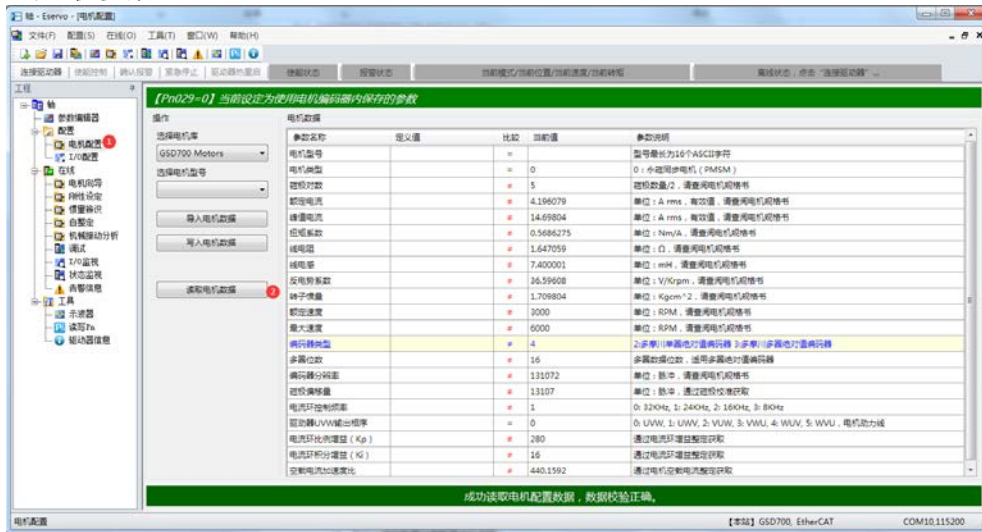 轴 - Eservo - [电机配置]
文件(F) 配置(S) 在线(O) 工具(T) 窗口(W) 帮助(H)
连接驱动器 使能控制 确认报警 紧急停止 驱动器热重启 使能状态 报警状态 当前模式/当前位置/当前速度/当前转矩 离线状态,点击 "连接驱动器" ...
工程
轴
参数编辑器
配置
电机配置 1
I/O配置
在线
电机向导
刚性设定
惯量辨识
自整定
机械振动分析
调试
I/O监视
状态监视
告警信息
工具
示波器
读写Pn
驱动器信息
【Pn029=0】当前设定为使用电机编码器内保存的参数
操作
选择电机库
GSD700 Motors
选择电机型号
导入电机数据
写入电机数据
读取电机数据 2
电机数据
参数名称 定义值 比较 当前值 参数说明
电机型号 = 型号最长为16个ASCII字符
电机类型 = 0 0:永磁同步电机(PMSM)
磁极对数 ≠ 5 磁极数量/2,请查阅电机规格书
额定电流 ≠ 4.196079 单位:A rms,有效值,请查阅电机规格书
峰值电流 ≠ 14.69804 单位:A rms,有效值,请查阅电机规格书
扭矩系数 ≠ 0.5686275 单位:Nm/A,请查阅电机规格书
线电阻 ≠ 1.647059 单位:Ω,请查阅电机规格书
线电感 ≠ 7.400001 单位:mH,请查阅电机规格书
反电势系数 ≠ 36.59608 单位:V/Krpm,请查阅电机规格书
转子惯量 ≠ 1.709804 单位:Kgcm^2,请查阅电机规格书
额定速度 ≠ 3000 单位:RPM,请查阅电机规格书
最大速度 ≠ 6000 单位:RPM,请查阅电机规格书
编码器类型 ≠ 4 2:多摩川单圈绝对值编码器 3:多摩川多圈绝对值编码器
多圈位数 ≠ 16 多圈数据位数,适用多圈绝对值编码器
编码器分辨率 ≠ 131072 单位:脉冲,请查阅电机规格书
磁极偏移量 ≠ 13107 单位:脉冲,通过磁极校准获取
电流环控制频率 ≠ 1 0: 32KHz, 1: 24KHz, 2: 16KHz, 3: 8KHz
驱动器UVW输出相序 = 0 0: UVW, 1: UWV, 2: VUW, 3: VWU, 4: WUV, 5: WVU,电机动力线
电流环比例增益(Kp) ≠ 280 通过电流环增益整定获取
电流环积分增益(Ki) ≠ 16 通过电流环增益整定获取
空载电流加速度比 ≠ 440.1592 通过电机空载电流整定获取
成功读取电机配置数据,数据校验正确。
电机配置 【本站】GSD700, EtherCAT COM10,115200